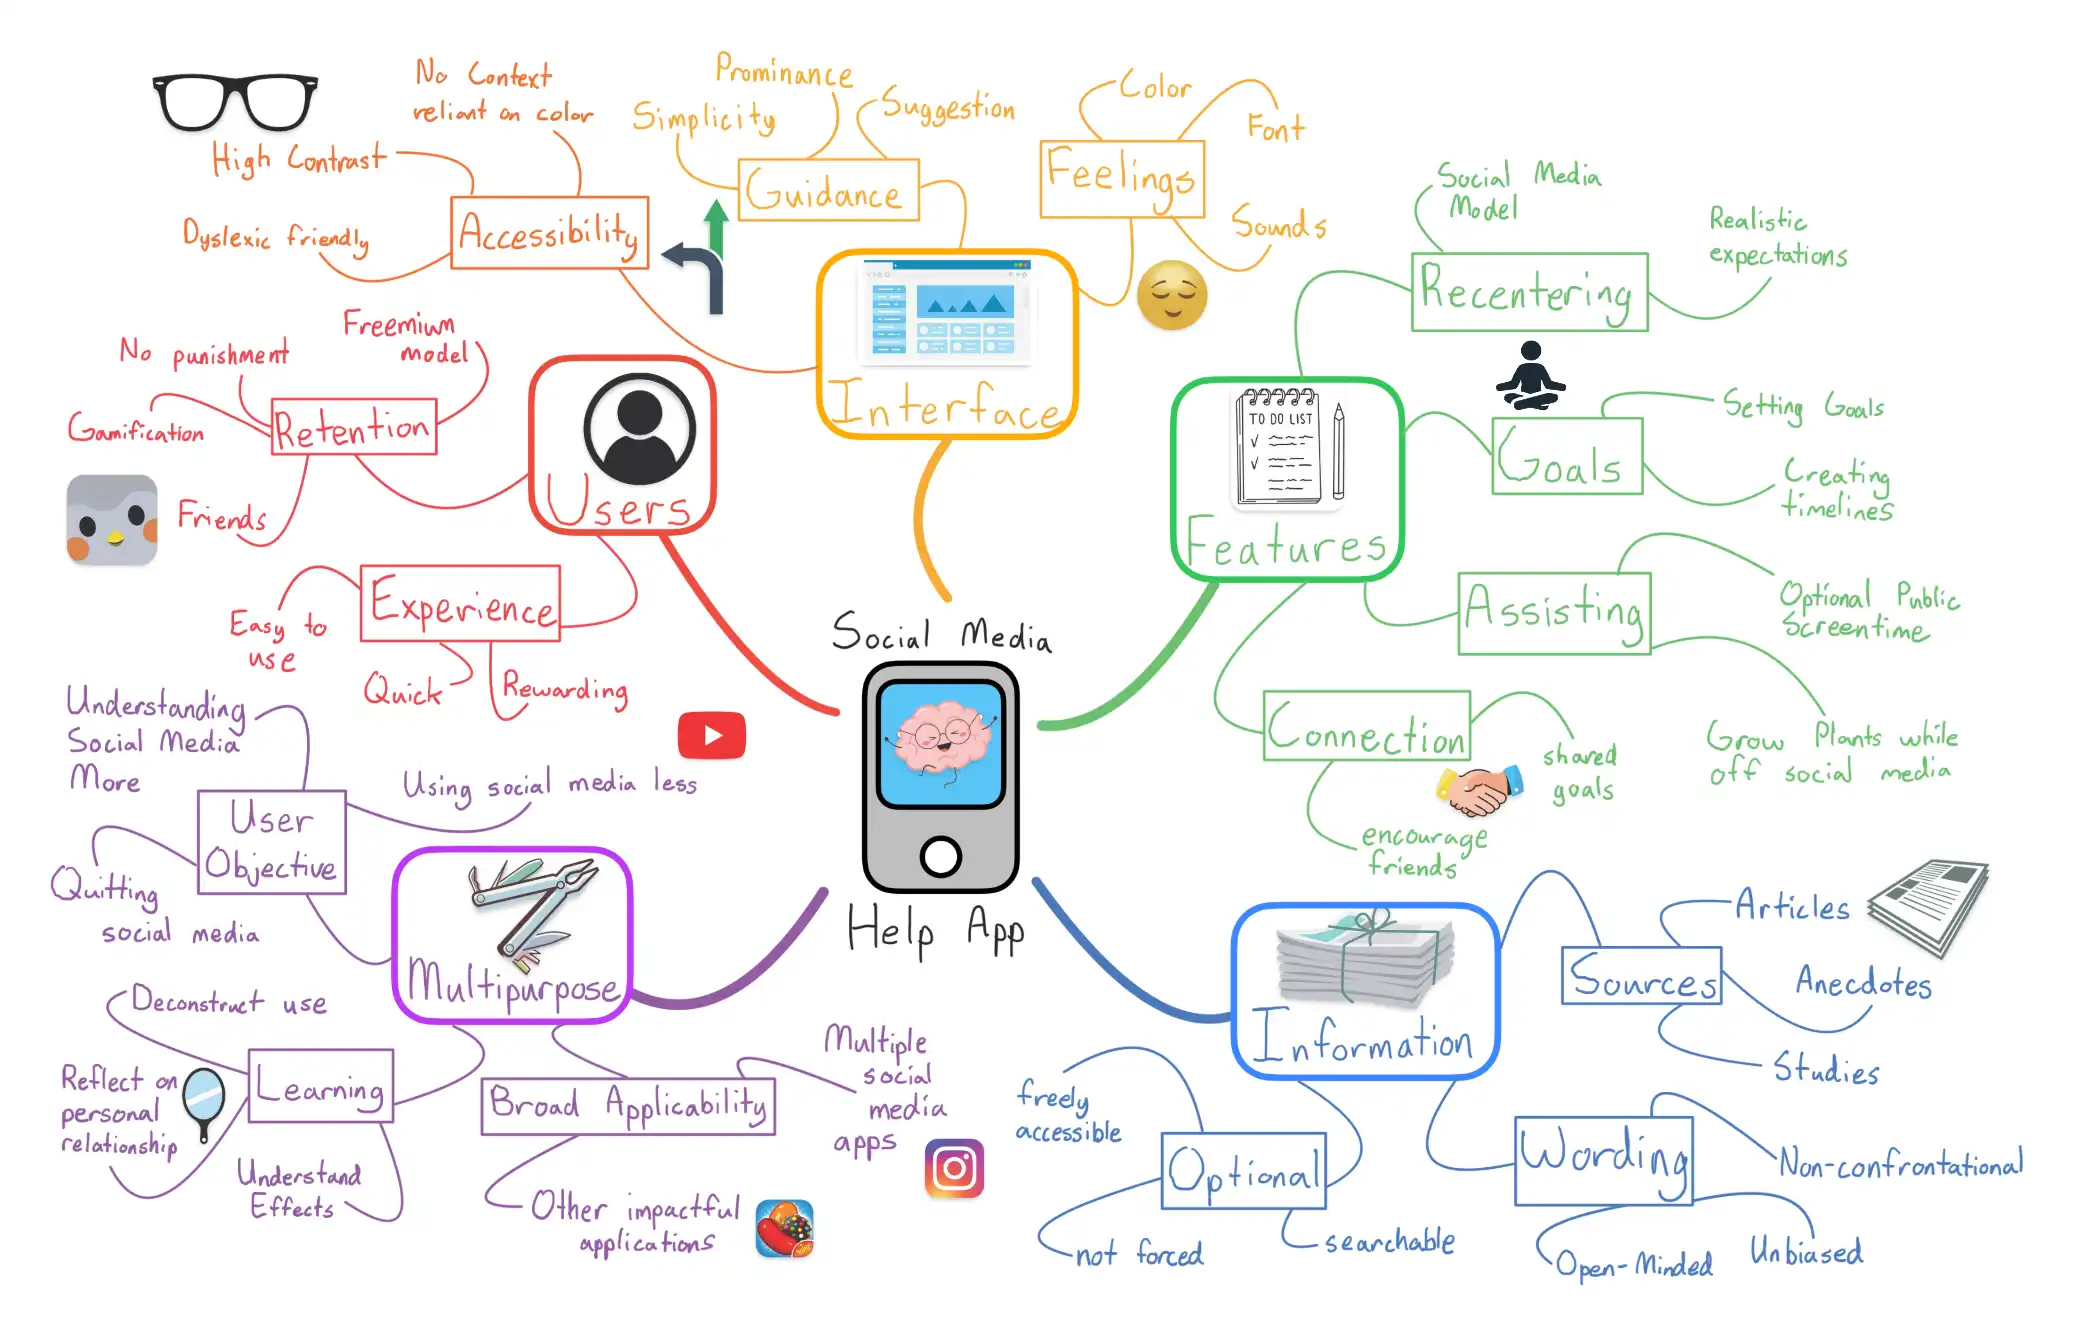 Social Media
Help App
Users
Retention
No punishment
Freemium
model
Gamification
Friends
Experience
Easy to
use
Quick
Rewarding
Interface
Accessibility
No Context
reliant on color
High Contrast
Dyslexic friendly
Guidance
Prominance
Simplicity
Suggestion
Feelings
Color
Font
Sounds
TO DO LIST
Features
Recentering
Social Media
Model
Realistic
expectations
Goals
Setting Goals
Creating
timelines
Assisting
Optional Public
Screentime
Grow Plants while
off social media
Connection
shared
goals
encourage
friends
Information
Sources
Articles
Anecdotes
Studies
Wording
Non-confrontational
Unbiased
Open-Minded
Optional
freely
accessible
not forced
searchable
Multipurpose
User
Objective
Understanding
Social Media
More
Using social media less
Quitting
social media
Learning
Deconstruct use
Reflect on
personal
relationship
Understand
Effects
Broad Applicability
Multiple
social
media
apps
Other impactful
applications